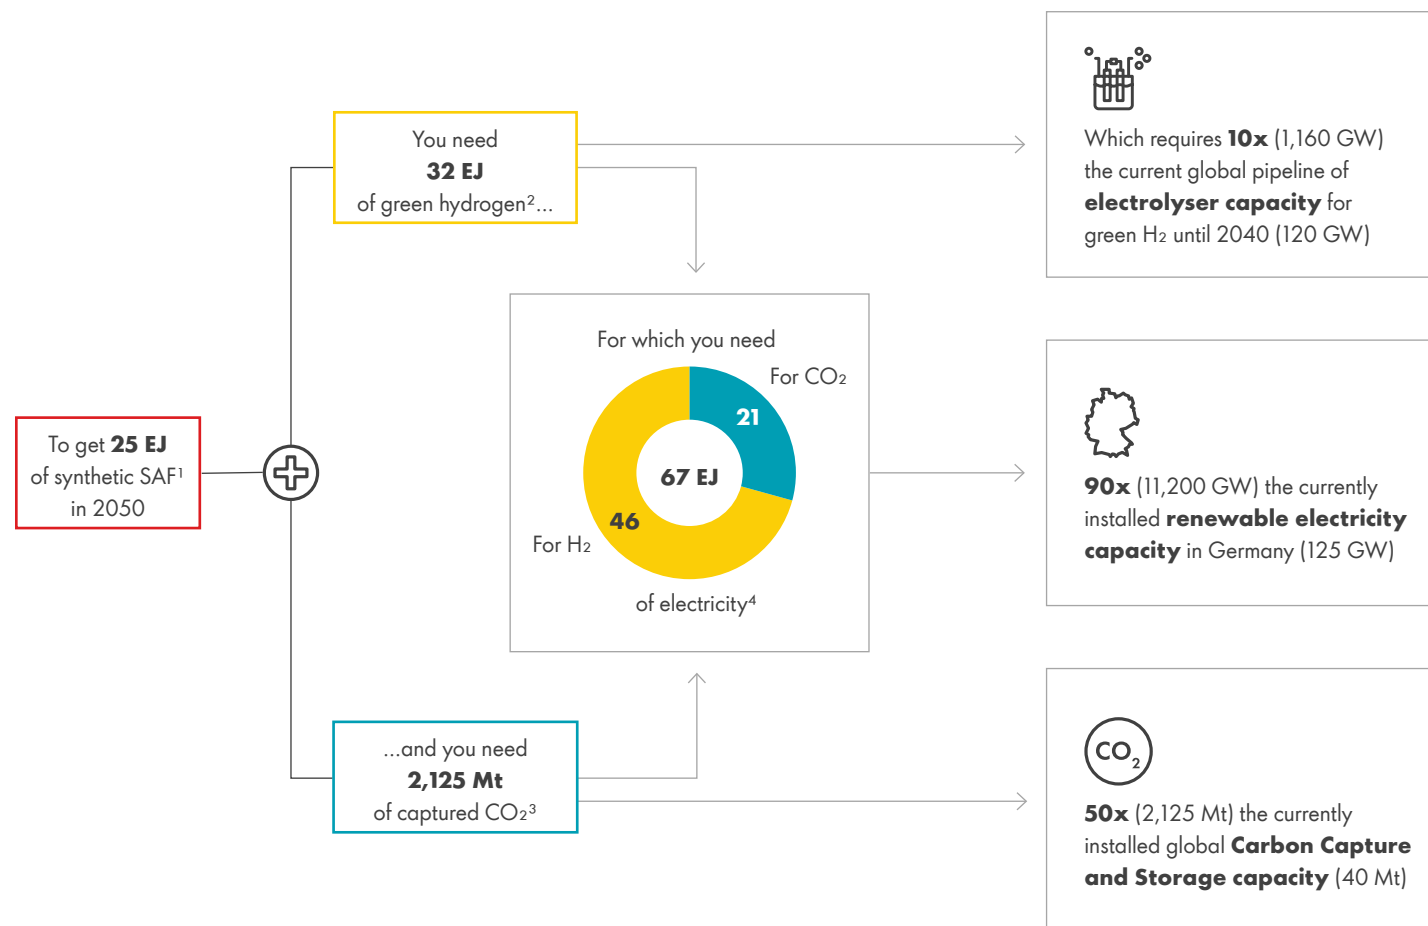 To get 25 EJ
of synthetic SAF¹
in 2050
You need
32 EJ
of green hydrogen²...
...and you need
2,125 Mt
of captured CO₂³
For which you need
For CO₂
21
67 EJ
46
For H₂
of electricity⁴
Which requires 10x (1,160 GW)
the current global pipeline of
electrolyser capacity for
green H₂ until 2040 (120 GW)
90x (11,200 GW) the currently
installed renewable electricity
capacity in Germany (125 GW)
CO₂
50x (2,125 Mt) the currently
installed global Carbon Capture
and Storage capacity (40 Mt)